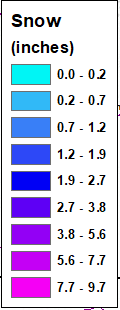 Snow
(inches)
0.0 - 0.2
0.2 - 0.7
0.7 - 1.2
1.2 - 1.9
1.9 - 2.7
2.7 - 3.8
3.8 - 5.6
5.6 - 7.7
7.7 - 9.7